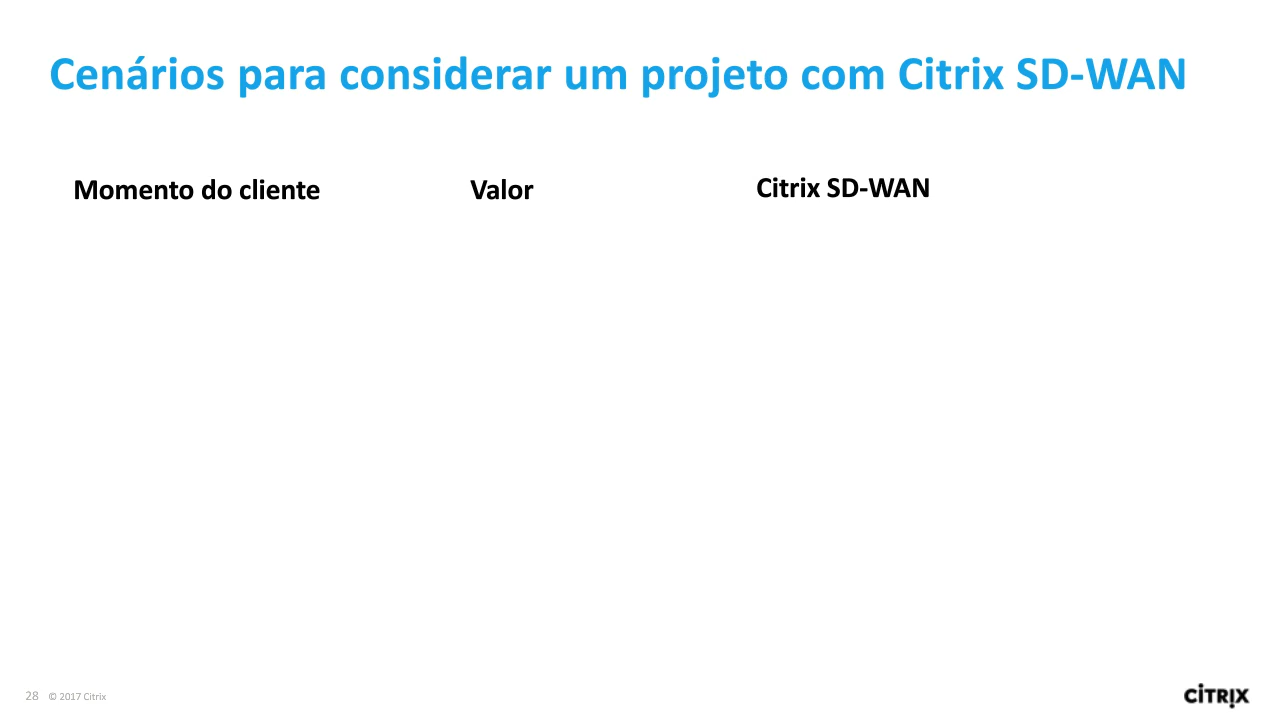 Cenários para considerar um projeto com Citrix SD-WAN
Momento do cliente Valor Citrix SD-WAN
28 © 2017 Citrix
CITRIX